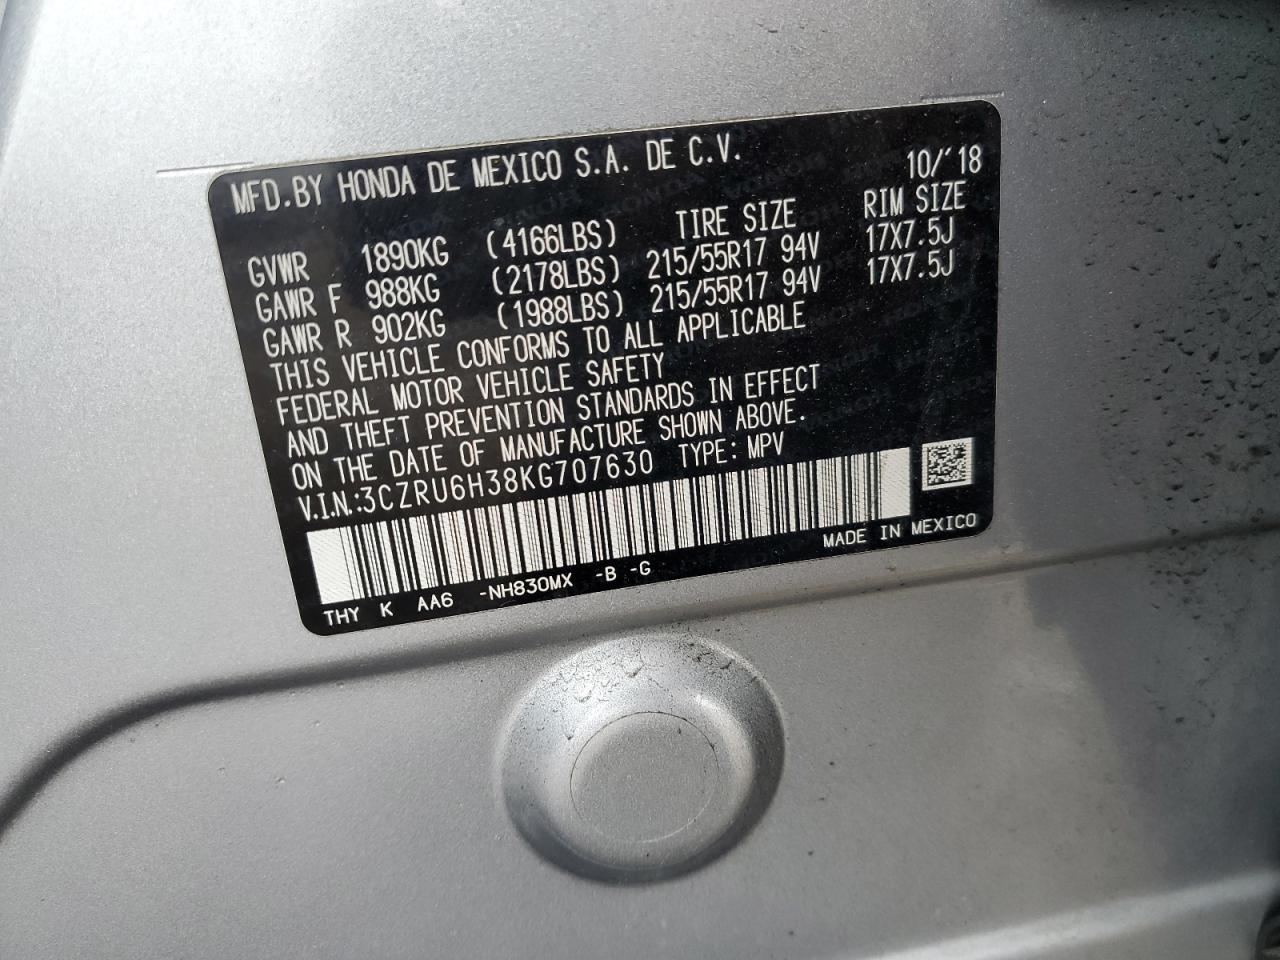 MFD.BY HONDA DE MEXICO S.A. DE C.V. 10/'18
GVWR 1890KG (4166LBS) TIRE SIZE RIM SIZE
GAWR F 988KG (2178LBS) 215/55R17 94V 17X7.5J
GAWR R 902KG (1988LBS) 215/55R17 94V 17X7.5J
THIS VEHICLE CONFORMS TO ALL APPLICABLE
FEDERAL MOTOR VEHICLE SAFETY
AND THEFT PREVENTION STANDARDS IN EFFECT
ON THE DATE OF MANUFACTURE SHOWN ABOVE.
V.I.N.:3CZRU6H38KG707630 TYPE: MPV
MADE IN MEXICO
THY K AA6 -NH830MX -B -G